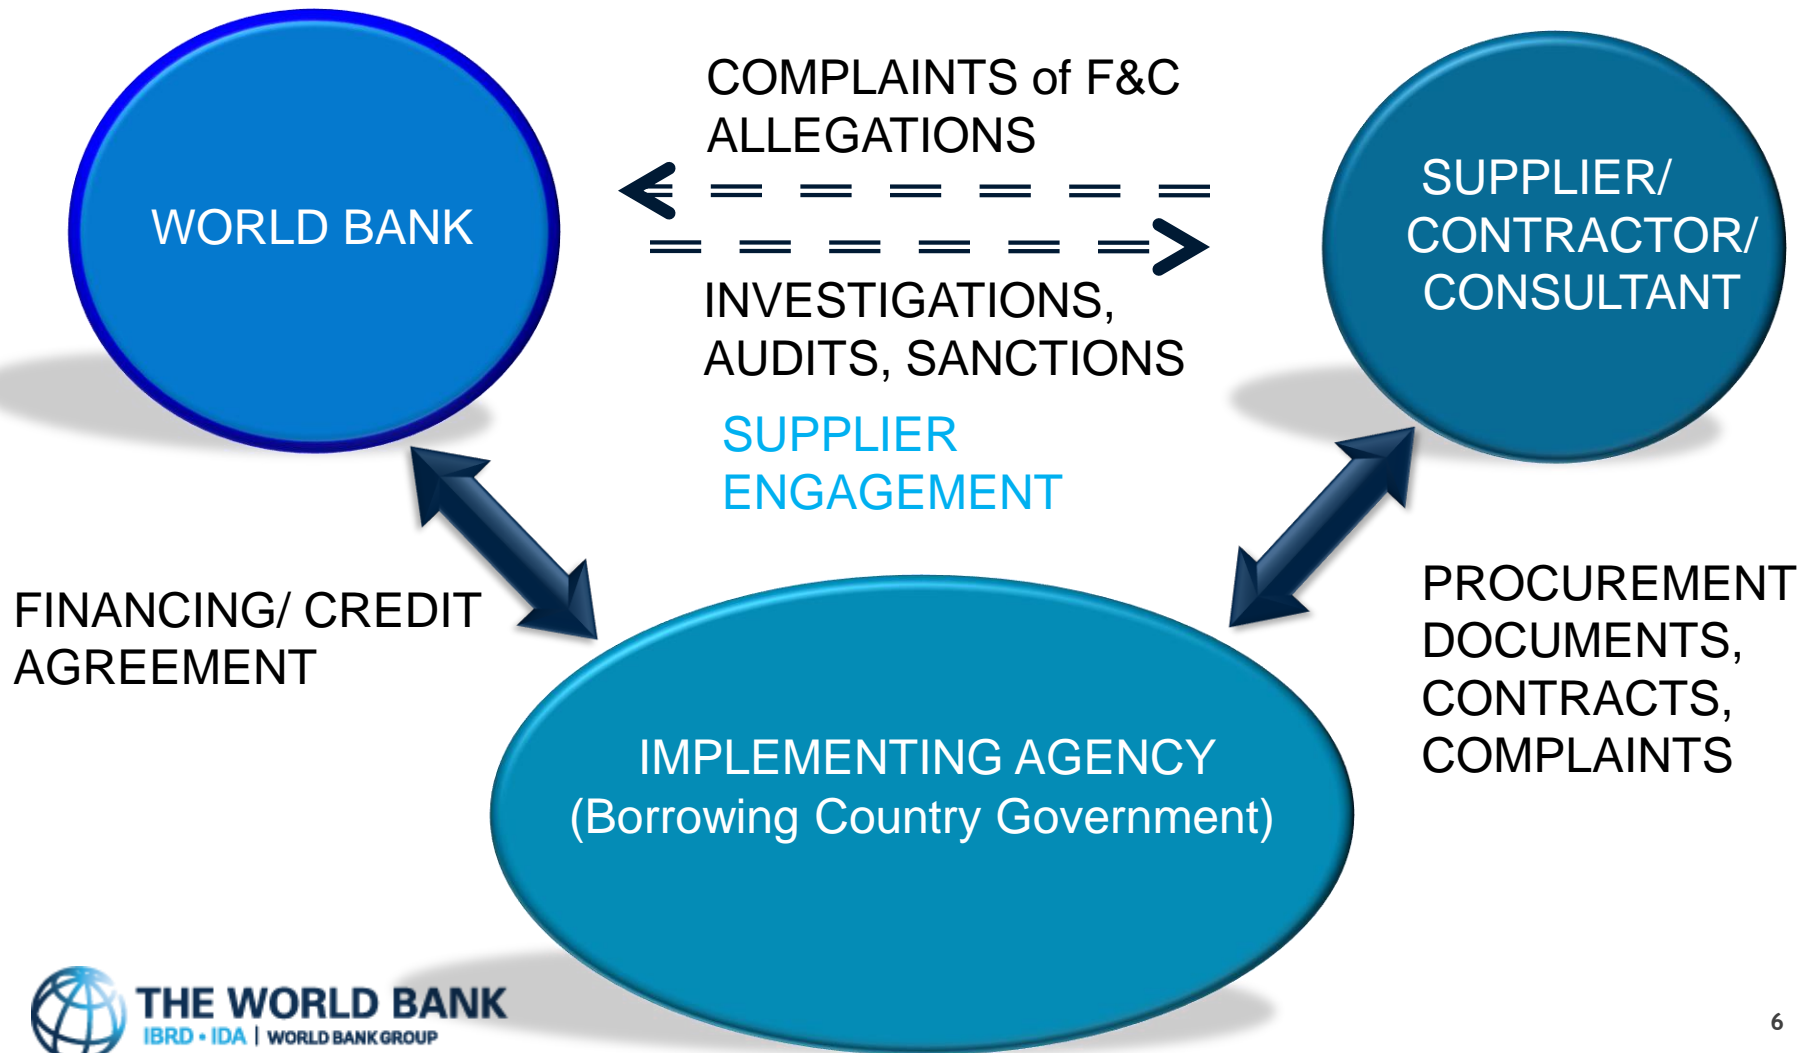 WORLD BANK
COMPLAINTS of F&C
ALLEGATIONS
INVESTIGATIONS,
AUDITS, SANCTIONS
SUPPLIER
ENGAGEMENT
SUPPLIER/
CONTRACTOR/
CONSULTANT
FINANCING/ CREDIT
AGREEMENT
IMPLEMENTING AGENCY
(Borrowing Country Government)
PROCUREMENT
DOCUMENTS,
CONTRACTS,
COMPLAINTS
THE WORLD BANK
IBRD • IDA | WORLD BANK GROUP
6